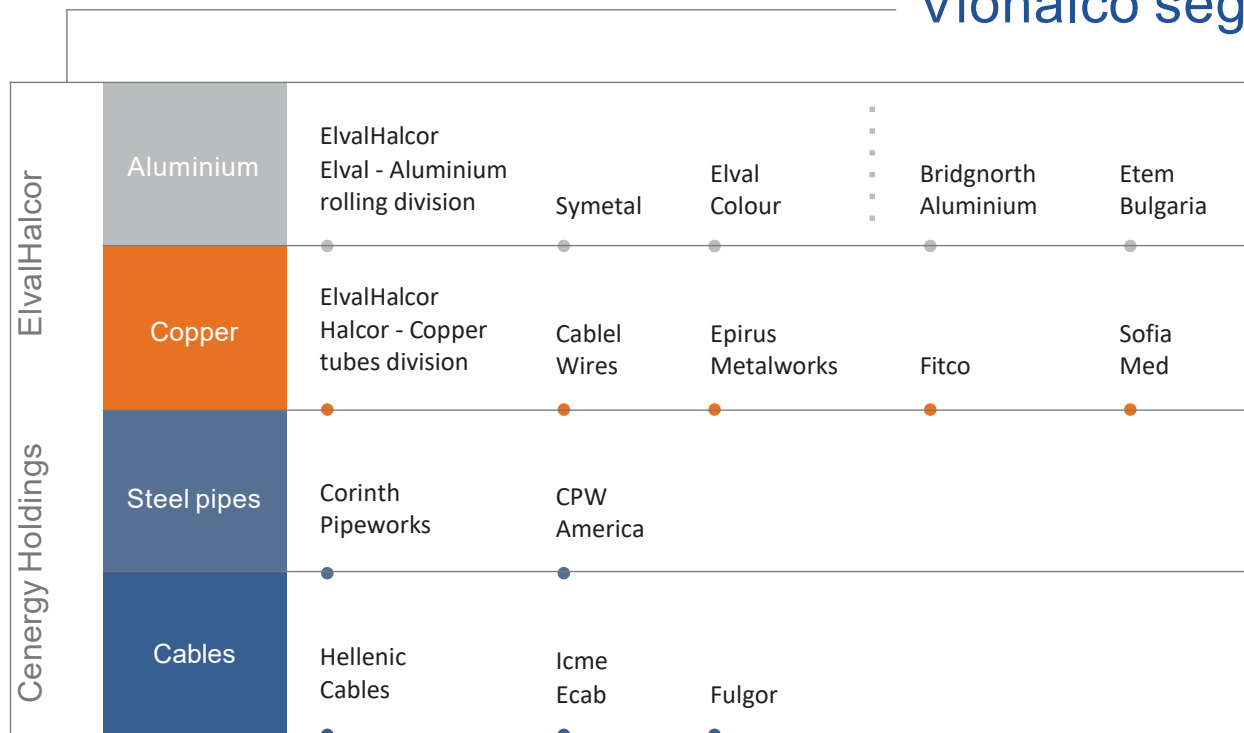 Vionalco seg
ElvalHalcor
Aluminium
ElvalHalcor
Elval - Aluminium
rolling division
Symetal
Elval
Colour
Bridgnorth
Aluminium
Etem
Bulgaria
Copper
ElvalHalcor
Halcor - Copper
tubes division
Cablel
Wires
Epirus
Metalworks
Fitco
Sofia
Med
Cenergy Holdings
Steel pipes
Corinth
Pipeworks
CPW
America
Cables
Hellenic
Cables
Icme
Ecab
Fulgor